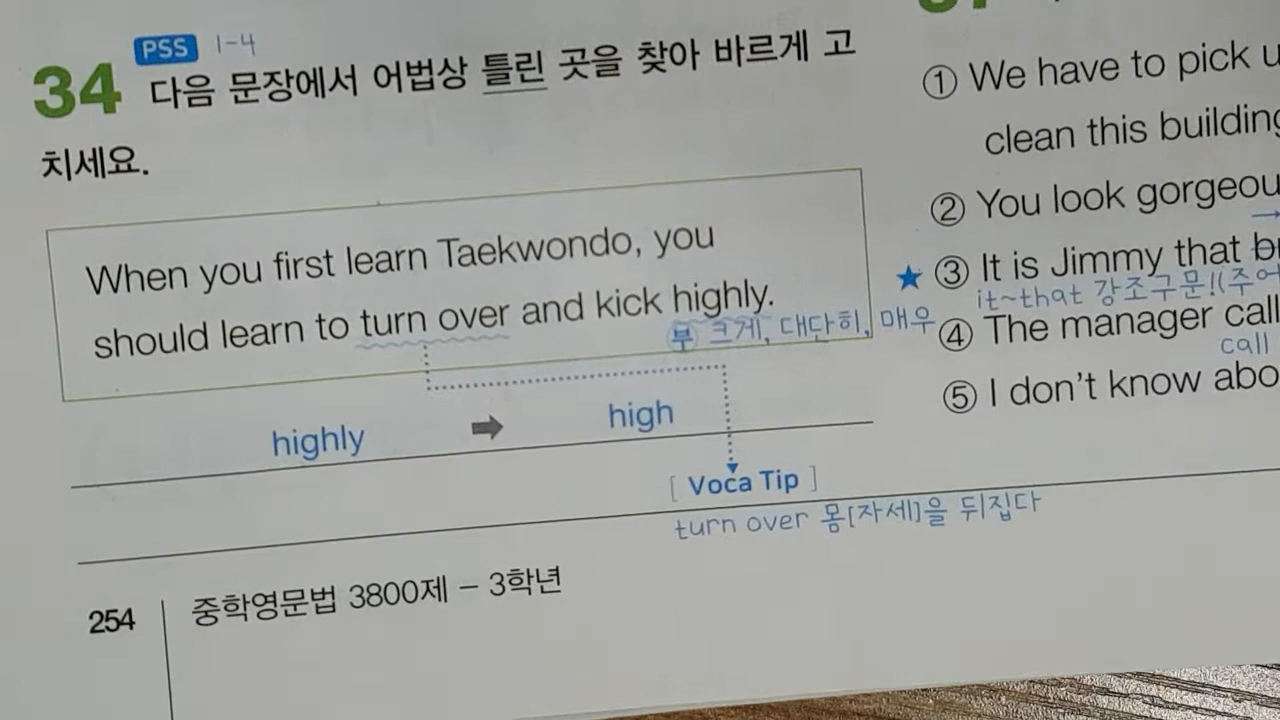 PSS 1-4
34 다음 문장에서 어법상 틀린 곳을 찾아 바르게 고
치세요.
When you first learn Taekwondo, you
should learn to turn over and kick highly.
부 크게, 대단히, 매우
highly ➡ high
[ Voca Tip ]
turn over 몸[자세]을 뒤집다
254 중학영문법 3800제 – 3학년
① We have to pick
clean this building
② You look
★ ③ It is Jimmy that
it~that 강조구문!
④ The manager call
call
⑤ I don't know